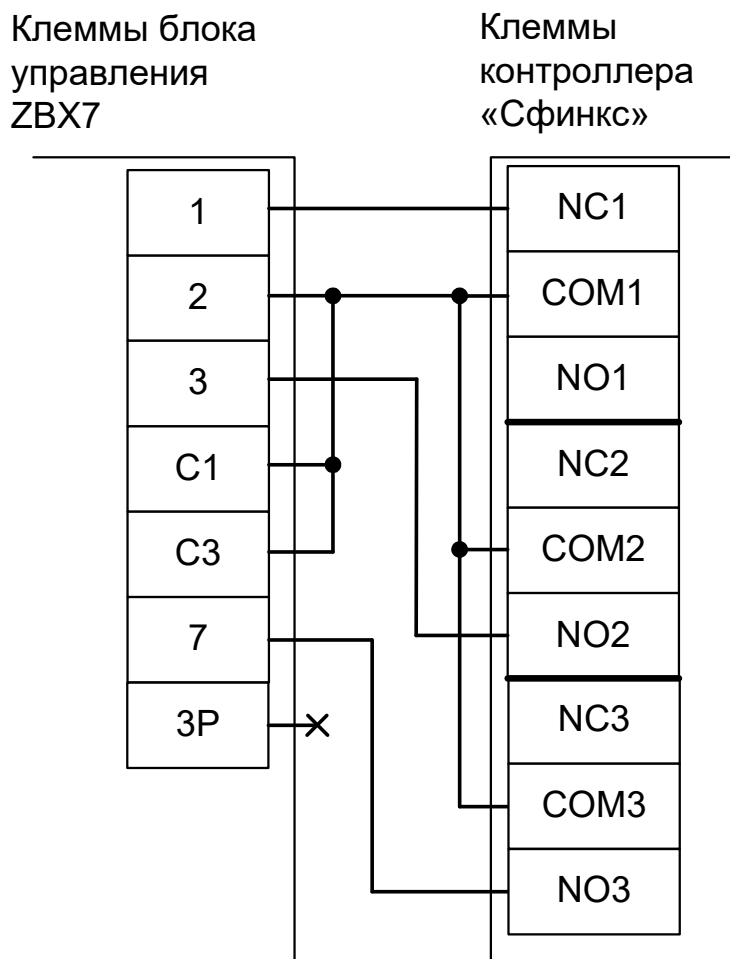 Клеммы блока
управления
ZBX7
Клеммы
контроллера
«Сфинкс»
1
2
3
C1
C3
7
3P
NC1
COM1
NO1
NC2
COM2
NO2
NC3
COM3
NO3